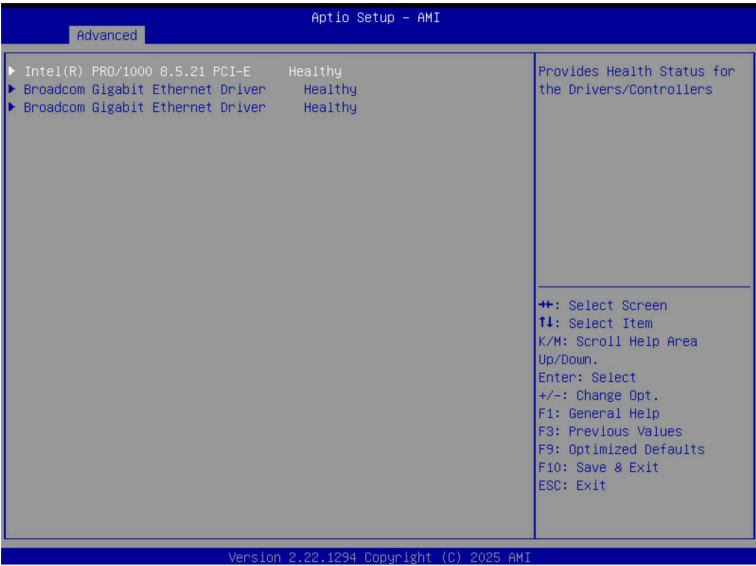 Aptio Setup – AMI
Advanced
▶ Intel(R) PRO/1000 8.5.21 PCI-E Healthy
▶ Broadcom Gigabit Ethernet Driver Healthy
▶ Broadcom Gigabit Ethernet Driver Healthy
Provides Health Status for
the Drivers/Controllers
→←: Select Screen
↑↓: Select Item
K/M: Scroll Help Area
Up/Down.
Enter: Select
+/-: Change Opt.
F1: General Help
F3: Previous Values
F9: Optimized Defaults
F10: Save & Exit
ESC: Exit
Version 2.22.1294 Copyright (C) 2025 AMI